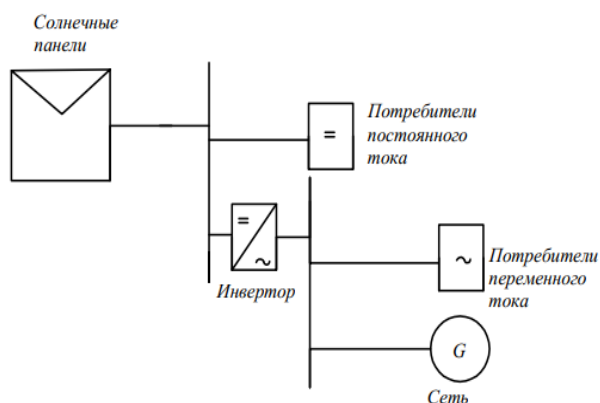 Солнечные
панели
=
Потребители
постоянного
тока
=
~
Инвертор
~
Потребители
переменного
тока
G
Сеть